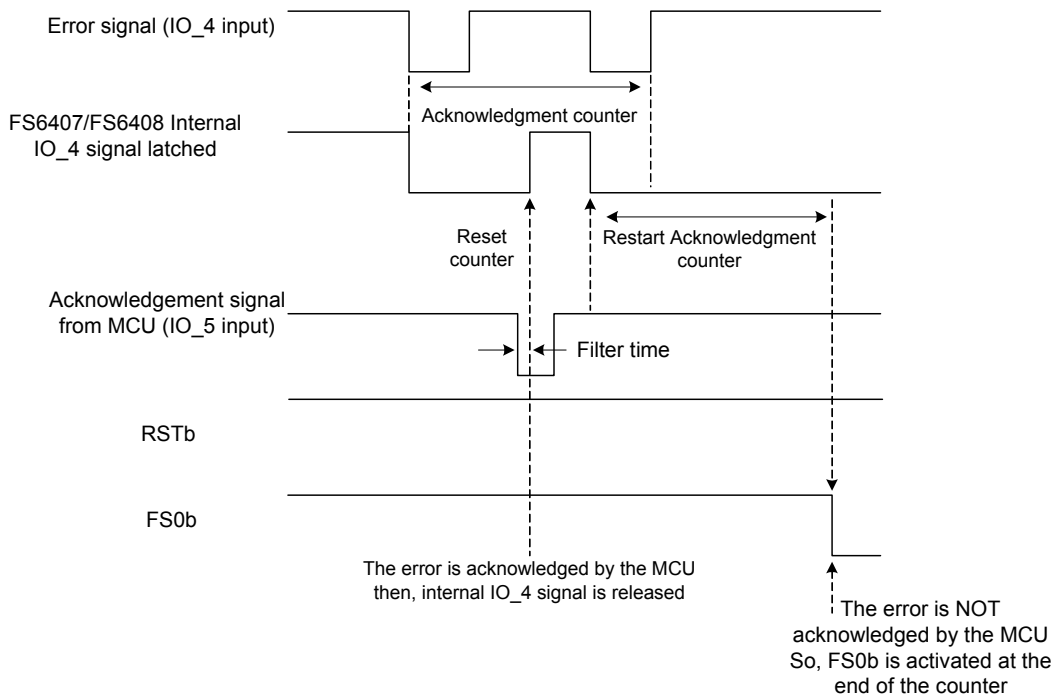 Error signal (IO_4 input)
Acknowledgment counter
FS6407/FS6408 Internal
IO_4 signal latched
Reset
counter
Restart Acknowledgment
counter
Acknowledgement signal
from MCU (IO_5 input)
Filter time
RSTb
FS0b
The error is acknowledged by the MCU
then, internal IO_4 signal is released
The error is NOT
acknowledged by the MCU
So, FS0b is activated at the
end of the counter